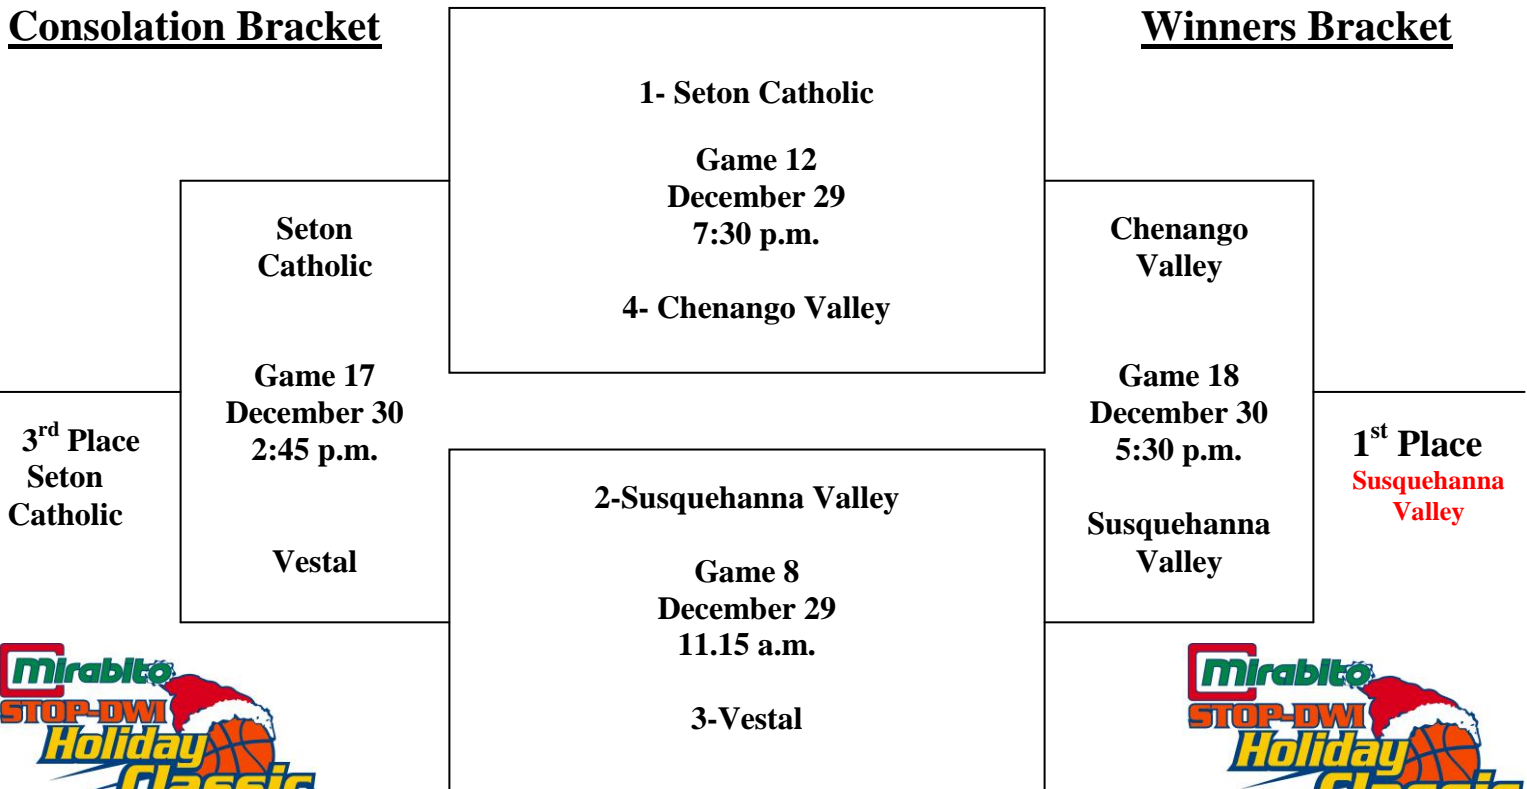 Consolation Bracket
Winners Bracket
1- Seton Catholic
Game 12
December 29
7:30 p.m.
4- Chenango Valley
Seton
Catholic
Game 17
December 30
2:45 p.m.
Vestal
3rd Place
Seton
Catholic
2-Susquehanna Valley
Game 8
December 29
11.15 a.m.
3-Vestal
Chenango
Valley
Game 18
December 30
5:30 p.m.
Susquehanna
Valley
1st Place
Susquehanna
Valley
Mirabito
STOP-DWI
Holiday
Classic
Mirabito
STOP-DWI
Holiday
Classic